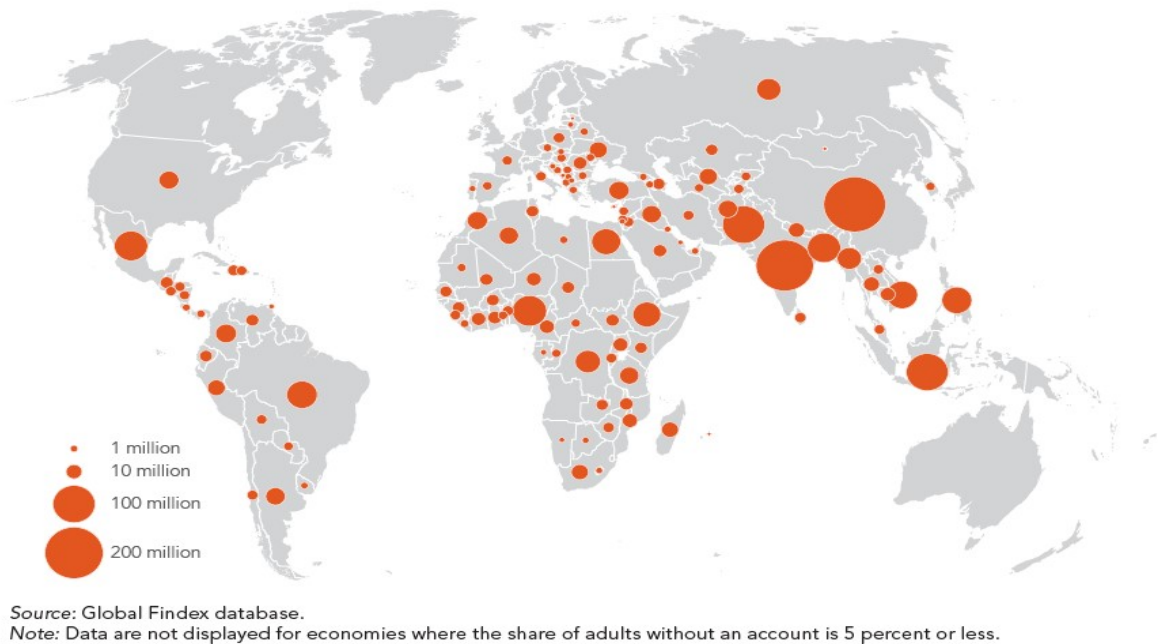 1 million
10 million
100 million
200 million
Source: Global Findex database.
Note: Data are not displayed for economies where the share of adults without an account is 5 percent or less.